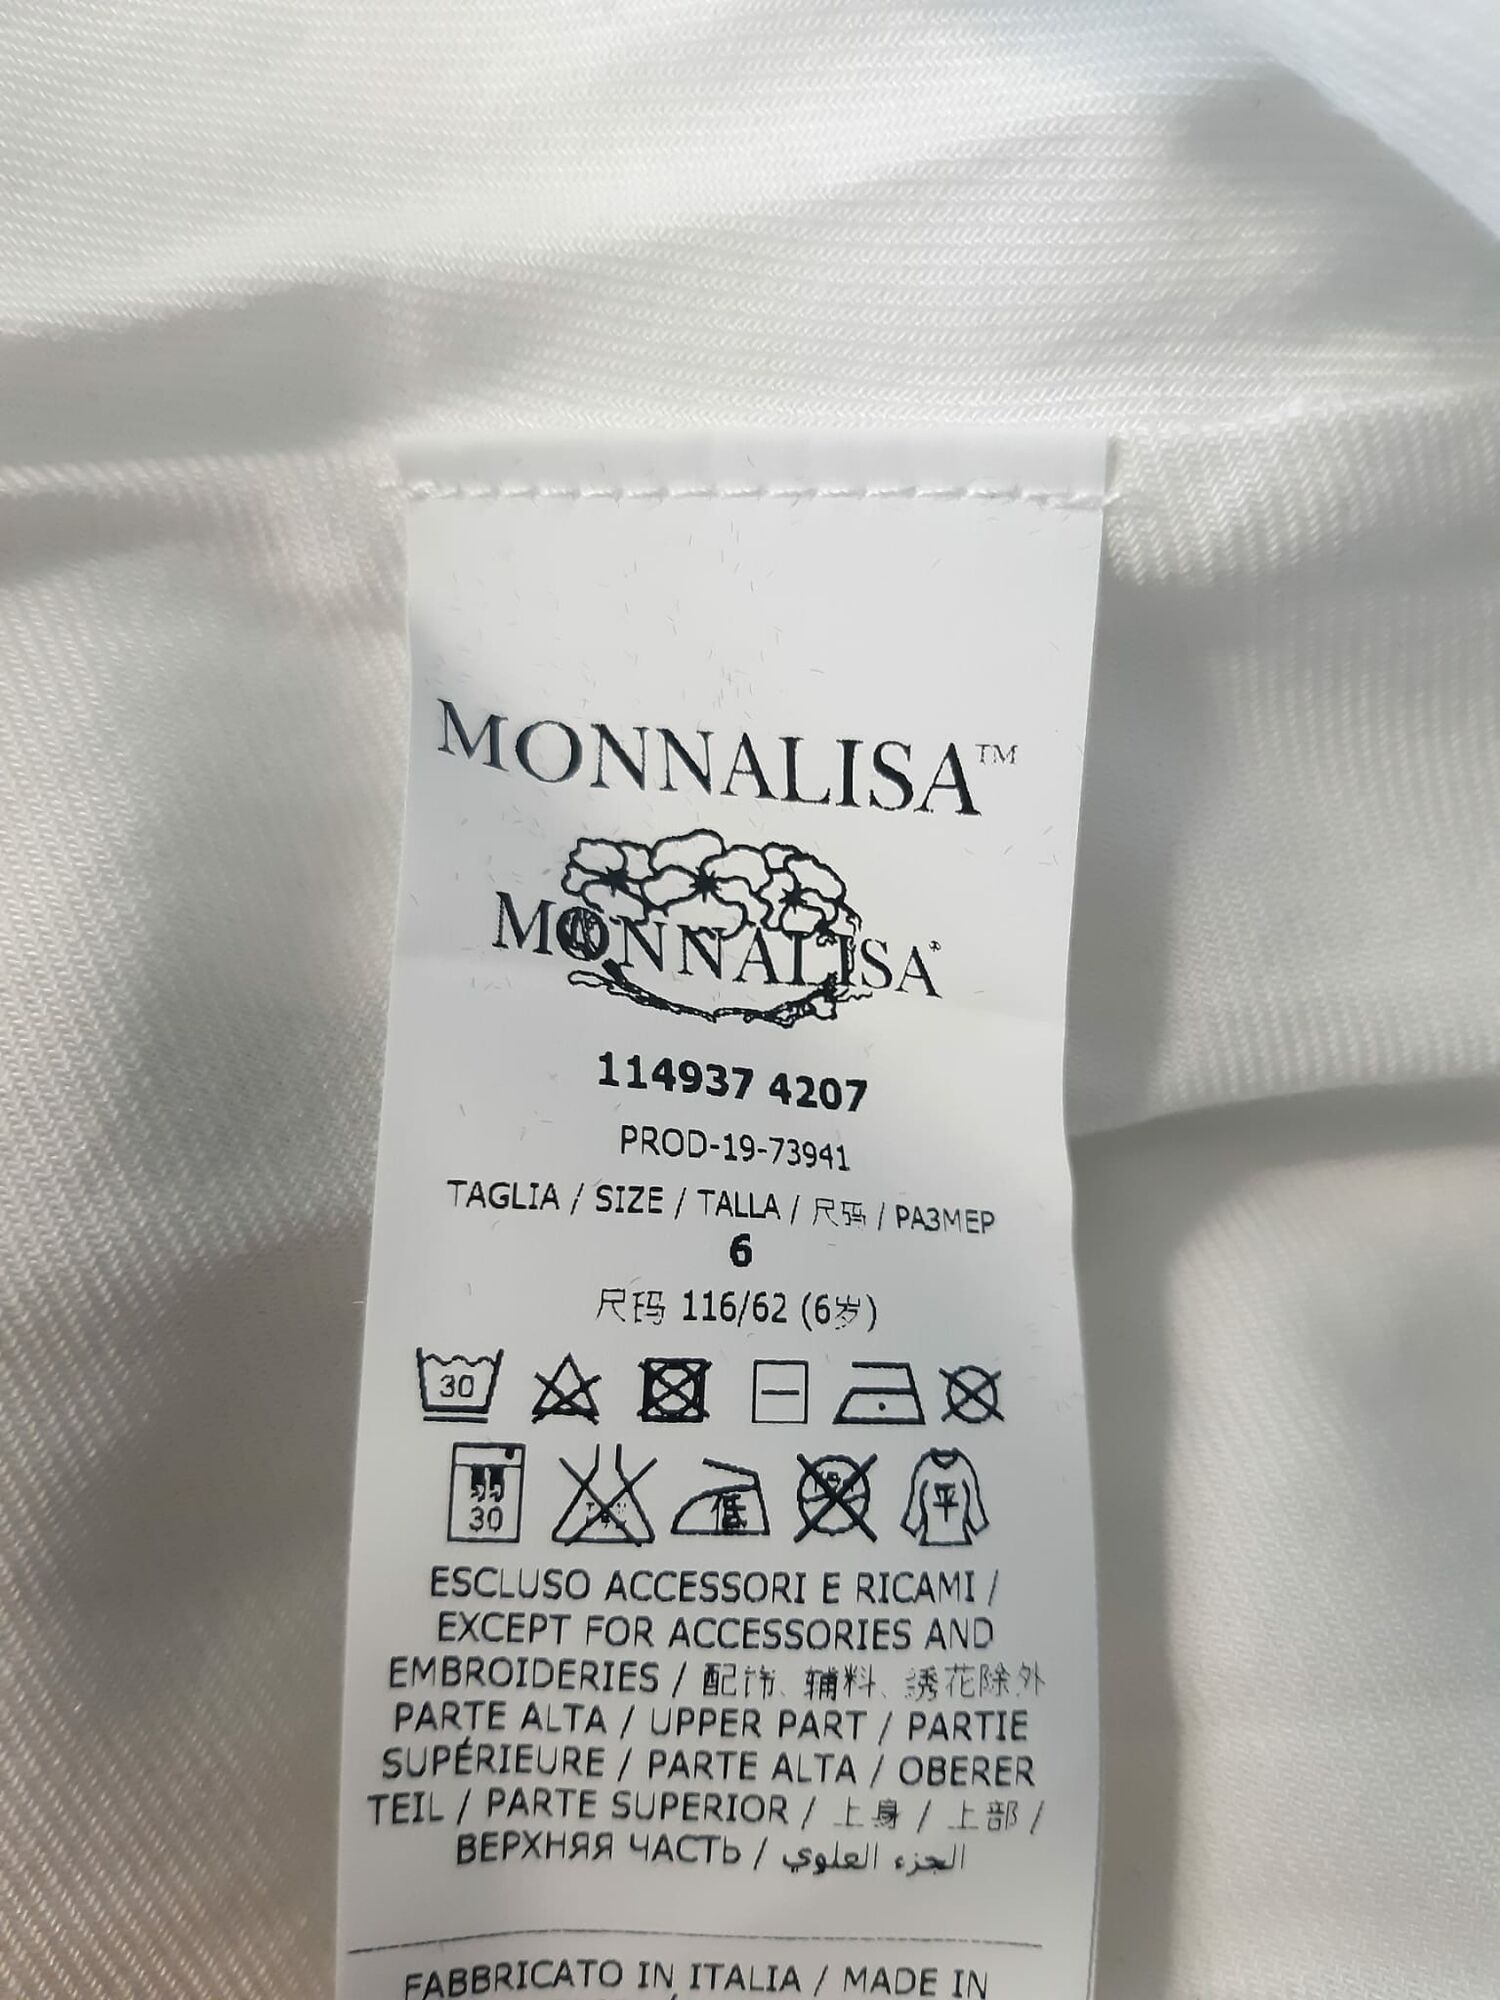 MONNALISA™
MONNALISA®
114937 4207
PROD-19-73941
TAGLIA / SIZE / TALLA / 尺码 / РАЗМЕР
6
尺码 116/62 (6岁)
30
30
低
平
ESCLUSO ACCESSORI E RICAMI /
EXCEPT FOR ACCESSORIES AND
EMBROIDERIES / 配饰、辅料、绣花除外
PARTE ALTA / UPPER PART / PARTIE
SUPÉRIEURE / PARTE ALTA / OBERER
TEIL / PARTE SUPERIOR / 上身 / 上部 /
ВЕРХНЯЯ ЧАСТЬ / الجزء العلوي
FABBRICATO IN ITALIA / MADE IN